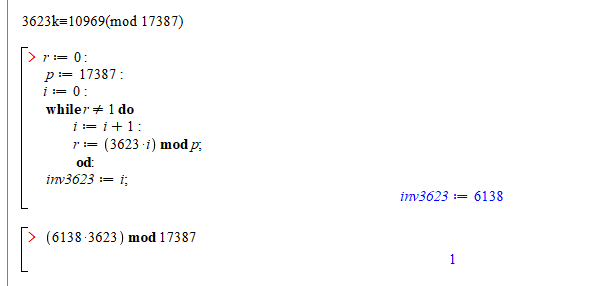 3623k≡10969(mod 17387)
> r := 0 :
p := 17387 :
i := 0 :
while r ≠ 1 do
i := i + 1 :
r := (3623·i) mod p;
od:
inv3623 := i;
inv3623 := 6138
> (6138·3623) mod 17387
1